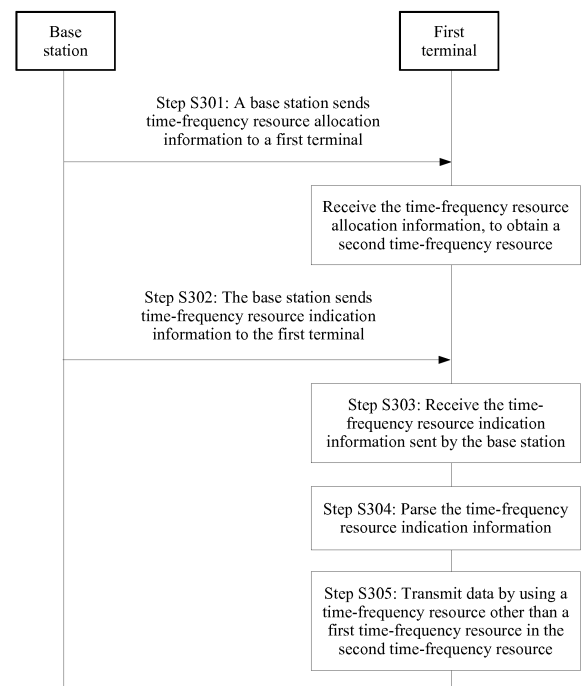 Base
station
First
terminal
Step S301: A base station sends
time-frequency resource allocation
information to a first terminal
Receive the time-frequency resource
allocation information, to obtain a
second time-frequency resource
Step S302: The base station sends
time-frequency resource indication
information to the first terminal
Step S303: Receive the time-
frequency resource indication
information sent by the base station
Step S304: Parse the time-frequency
resource indication information
Step S305: Transmit data by using a
time-frequency resource other than a
first time-frequency resource in the
second time-frequency resource